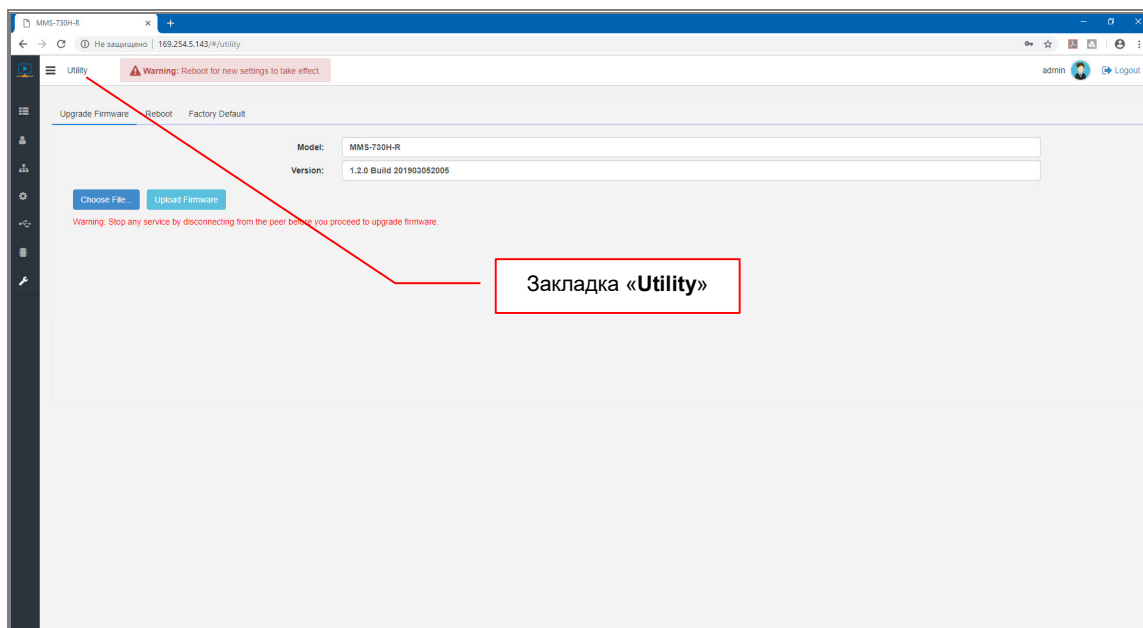 MMS-730H-R
Не защищено | 169.254.5.143/#/utility
Utility
Warning: Reboot for new settings to take effect.
admin
Logout
Upgrade Firmware Reboot Factory Default
Model: MMS-730H-R
Version: 1.2.0 Build 201903052005
Choose File... Upload Firmware
Warning: Stop any service by disconnecting from the peer before you proceed to upgrade firmware.
Закладка «Utility»